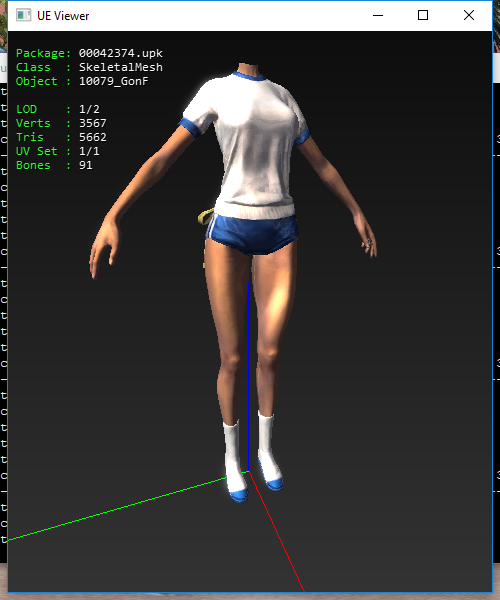 UE Viewer
Package: 00042374.upk
Class : SkeletalMesh
Object : 10079_GonF
LOD : 1/2
Verts : 3567
Tris : 5662
UV Set : 1/1
Bones : 91